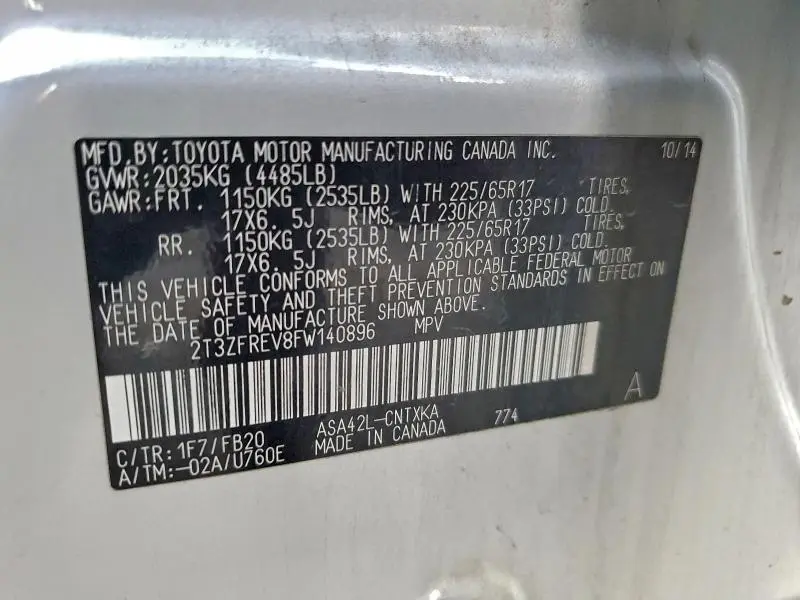 MFD. BY: TOYOTA MOTOR MANUFACTURING CANADA INC. 10/14
GVWR: 2035KG (4485LB)
GAWR: FRT. 1150KG (2535LB) WITH 225/65R17 TIRES,
17X6. 5J RIMS, AT 230KPA (33PSI) COLD.
RR. 1150KG (2535LB) WITH 225/65R17 TIRES,
17X6. 5J RIMS, AT 230KPA (33PSI) COLD.
THIS VEHICLE CONFORMS TO ALL APPLICABLE FEDERAL MOTOR
VEHICLE SAFETY AND THEFT PREVENTION STANDARDS IN EFFECT ON
THE DATE OF MANUFACTURE SHOWN ABOVE.
2T3ZFREV8FW140896 MPV
A
C/TR: 1F7/FB20 ASA42L-CNTXKA 774
A/TM: -02A/U760E MADE IN CANADA